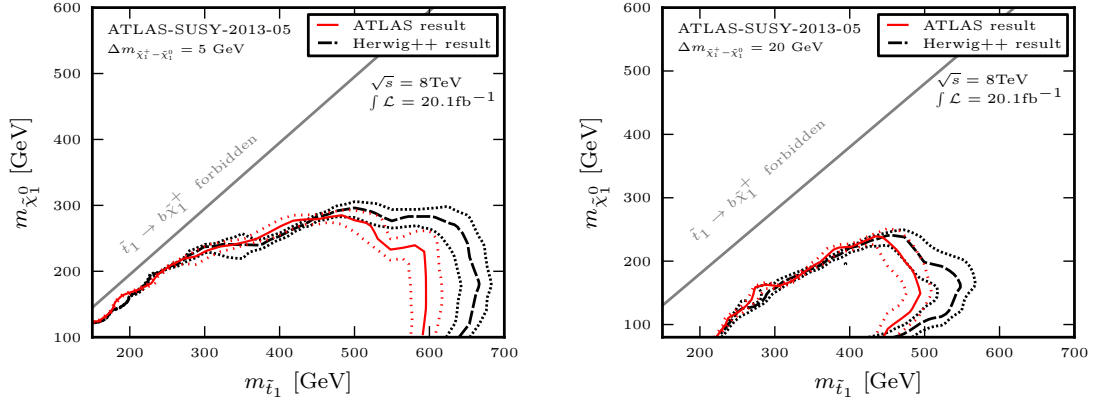 ATLAS-SUSY-2013-05
Δm_{χ̃₁⁺−χ̃₁⁰} = 5 GeV
ATLAS result
Herwig++ result
√s = 8TeV
∫ ℒ = 20.1fb⁻¹
t̃₁ → bχ̃₁⁺ forbidden
m_{χ̃₁⁰} [GeV]
600
500
400
300
200
100
200 300 400 500 600 700
m_{t̃₁} [GeV]
ATLAS-SUSY-2013-05
Δm_{χ̃₁⁺−χ̃₁⁰} = 20 GeV
ATLAS result
Herwig++ result
√s = 8TeV
∫ ℒ = 20.1fb⁻¹
t̃₁ → bχ̃₁⁺ forbidden
m_{χ̃₁⁰} [GeV]
600
500
400
300
200
100
200 300 400 500 600 700
m_{t̃₁} [GeV]